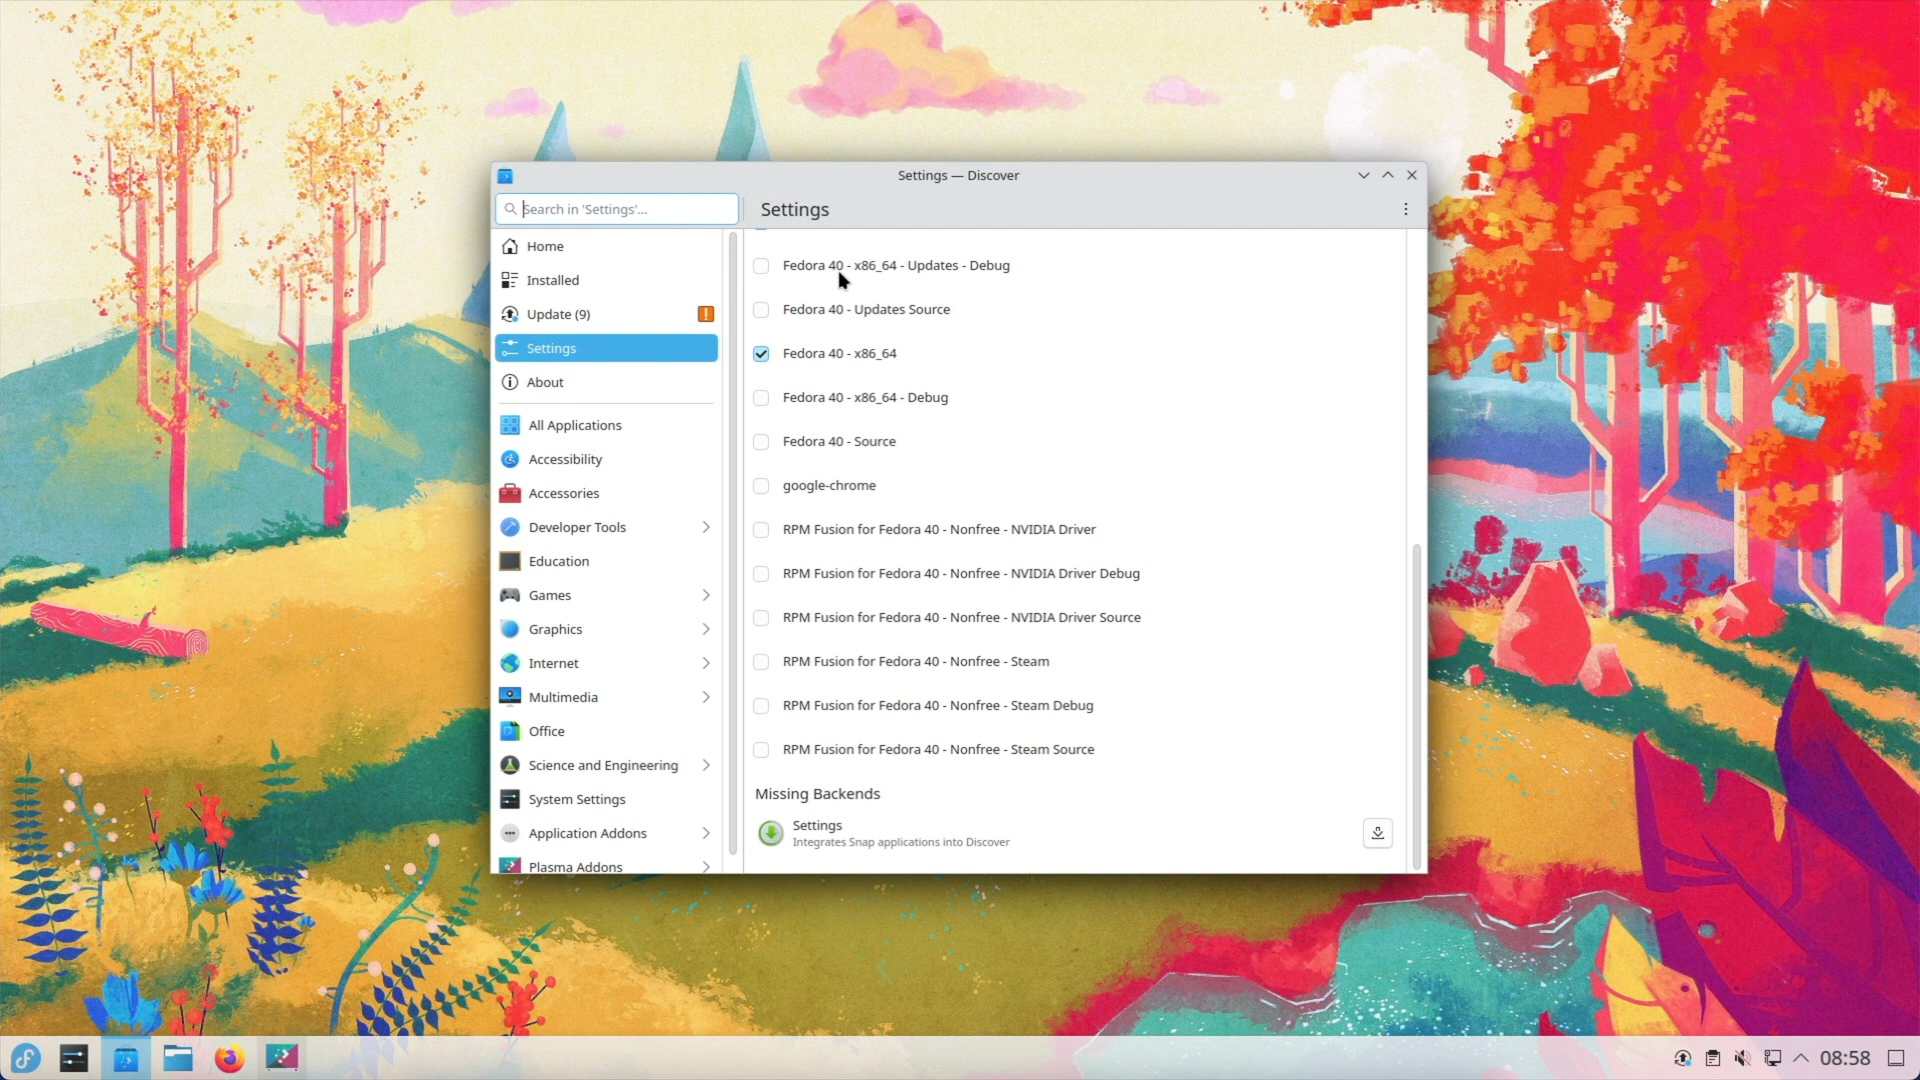 Settings — Discover
Search in 'Settings'...
Settings
Home
Installed
Update (9)
Settings
About
All Applications
Accessibility
Accessories
Developer Tools
Education
Games
Graphics
Internet
Multimedia
Office
Science and Engineering
System Settings
Application Addons
Plasma Addons
Fedora 40 - x86_64 - Updates - Debug
Fedora 40 - Updates Source
Fedora 40 - x86_64
Fedora 40 - x86_64 - Debug
Fedora 40 - Source
google-chrome
RPM Fusion for Fedora 40 - Nonfree - NVIDIA Driver
RPM Fusion for Fedora 40 - Nonfree - NVIDIA Driver Debug
RPM Fusion for Fedora 40 - Nonfree - NVIDIA Driver Source
RPM Fusion for Fedora 40 - Nonfree - Steam
RPM Fusion for Fedora 40 - Nonfree - Steam Debug
RPM Fusion for Fedora 40 - Nonfree - Steam Source
Missing Backends
Settings
Integrates Snap applications into Discover
08:58